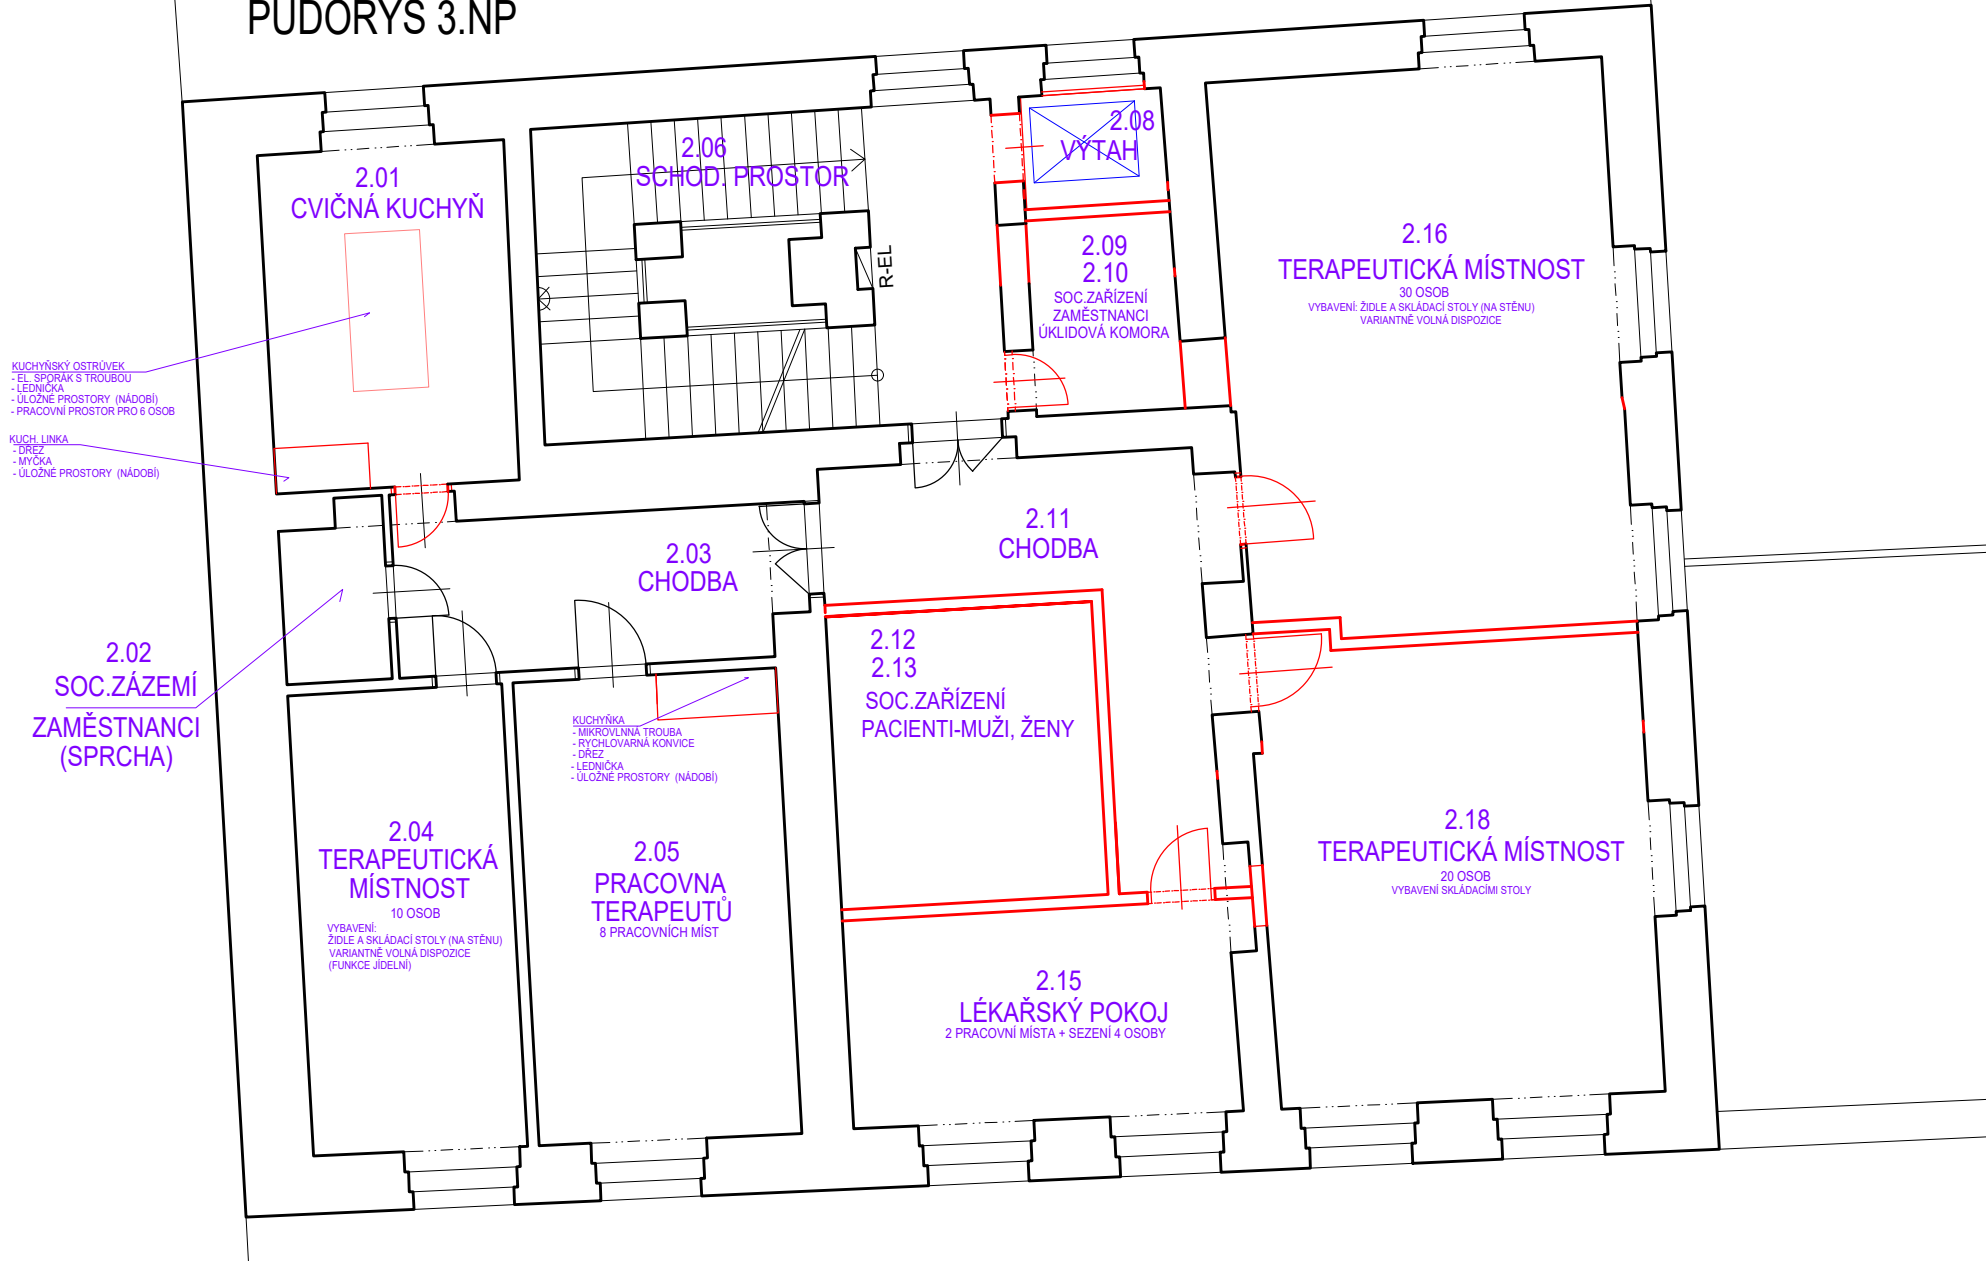 PUDORYS 3.NP
2.01
CVIČNÁ KUCHYŇ
2.06
SCHOD. PROSTOR
2.08
VÝTAH
R-EL
2.09
2.10
SOC.ZAŘÍZENÍ
ZAMĚSTNANCI
ÚKLIDOVÁ KOMORA
2.16
TERAPEUTICKÁ MÍSTNOST
30 OSOB
VYBAVENÍ: ŽIDLE A SKLÁDACÍ STOLY (NA STĚNU)
VARIANTNĚ VOLNÁ DISPOZICE
KUCHYŇSKÝ OSTRŮVEK
- EL. SPORÁK S TROUBOU
- LEDNIČKA
- ÚLOŽNÉ PROSTORY (NÁDOBÍ)
- PRACOVNÍ PROSTOR PRO 6 OSOB
KUCH. LINKA
- DŘEZ
- MYČKA
- ÚLOŽNÉ PROSTORY (NÁDOBÍ)
2.03
CHODBA
2.11
CHODBA
2.02
SOC.ZÁZEMÍ
ZAMĚSTNANCI
(SPRCHA)
2.12
2.13
SOC.ZAŘÍZENÍ
PACIENTI-MUŽI, ŽENY
KUCHYŇKA
- MIKROVLNNÁ TROUBA
- RYCHLOVARNÁ KONVICE
- DŘEZ
- LEDNIČKA
- ÚLOŽNÉ PROSTORY (NÁDOBÍ)
2.04
TERAPEUTICKÁ
MÍSTNOST
10 OSOB
VYBAVENÍ:
ŽIDLE A SKLÁDACÍ STOLY (NA STĚNU)
VARIANTNĚ VOLNÁ DISPOZICE
(FUNKCE JÍDELNÍ)
2.05
PRACOVNA
TERAPEUTŮ
8 PRACOVNÍCH MÍST
2.18
TERAPEUTICKÁ MÍSTNOST
20 OSOB
VYBAVENÍ SKLÁDACÍMI STOLY
2.15
LÉKAŘSKÝ POKOJ
2 PRACOVNÍ MÍSTA + SEZENÍ 4 OSOBY